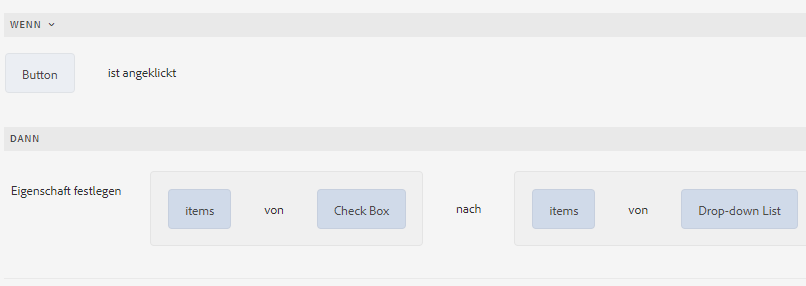 WENN
Button ist angeklickt
DANN
Eigenschaft festlegen items von Check Box nach items von Drop-down List